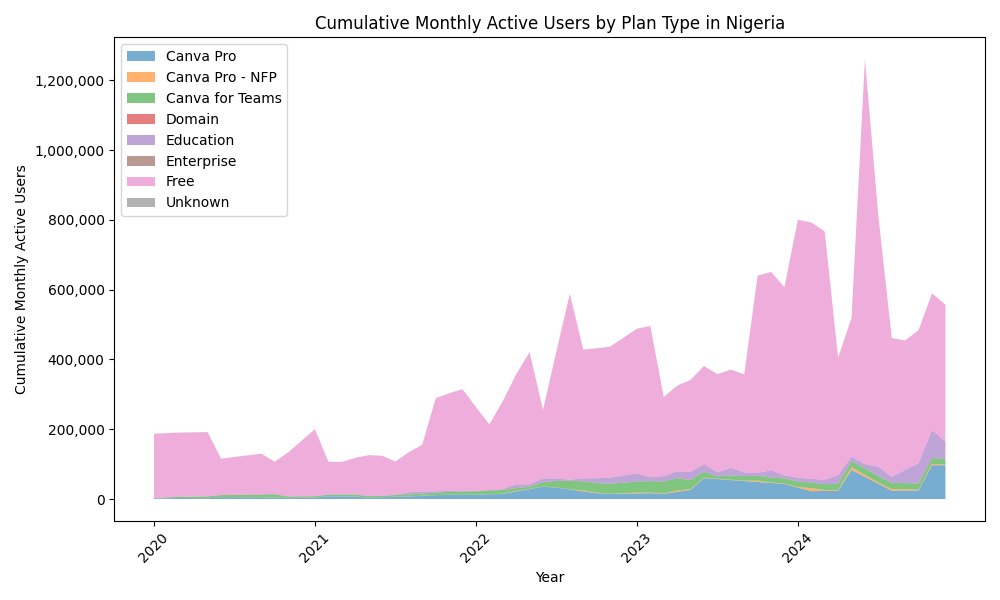 Cumulative Monthly Active Users by Plan Type in Nigeria
Cumulative Monthly Active Users
1,200,000
1,000,000
800,000
600,000
400,000
200,000
0
Canva Pro
Canva Pro - NFP
Canva for Teams
Domain
Education
Enterprise
Free
Unknown
2020
2021
2022
2023
2024
Year